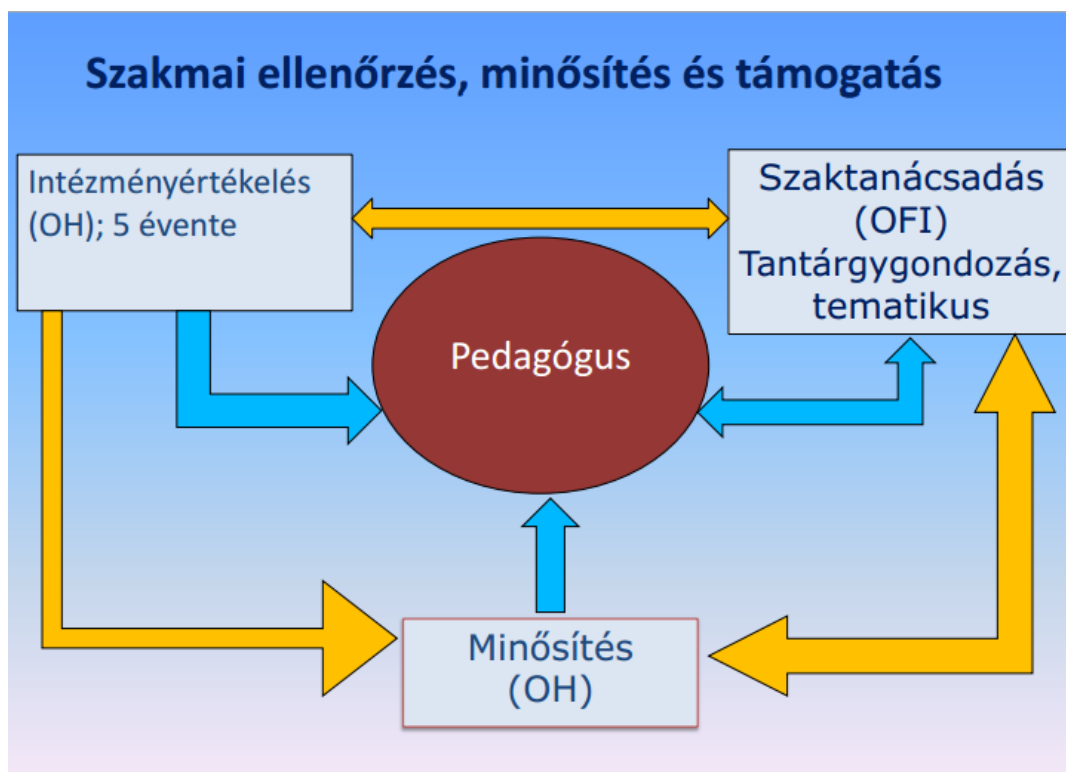 Szakmai ellenőrzés, minősítés és támogatás
Intézményértékelés
(OH); 5 évente
Szaktanácsadás
(OFI)
Tantárgygondozás,
tematikus
Pedagógus
Minősítés
(OH)